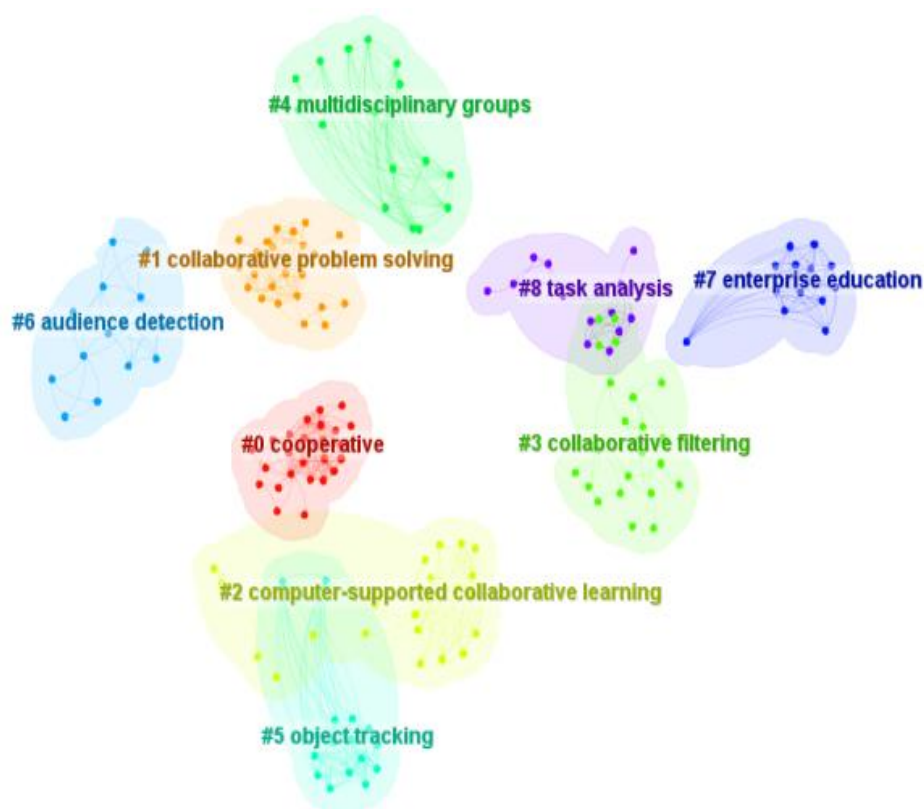 #4 multidisciplinary groups
#1 collaborative problem solving
#8 task analysis
#7 enterprise education
#6 audience detection
#0 cooperative
#3 collaborative filtering
#2 computer-supported collaborative learning
#5 object tracking